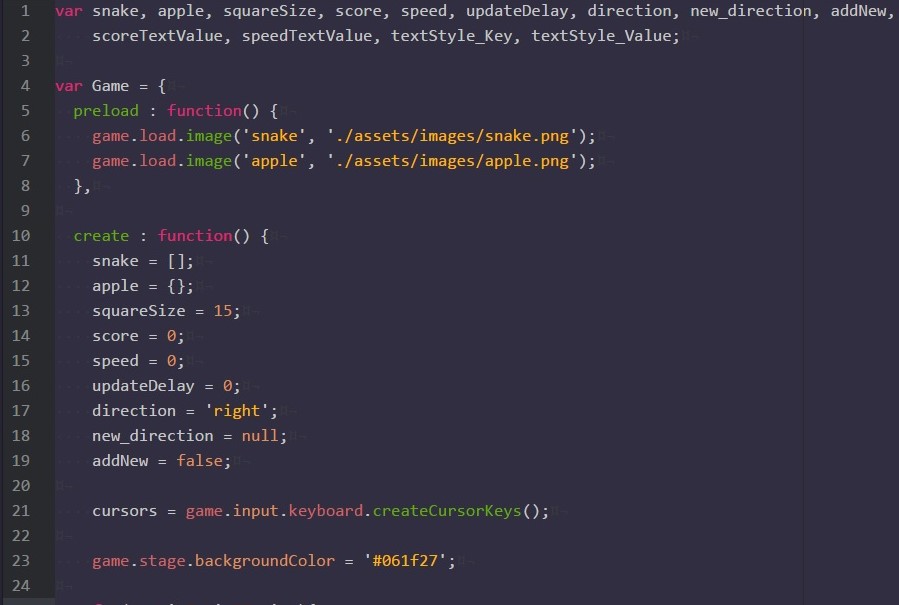 1 var snake, apple, squareSize, score, speed, updateDelay, direction, new_direction, addNew,
2 scoreTextValue, speedTextValue, textStyle_Key, textStyle_Value;
3
4 var Game = {
5 preload : function() {
6 game.load.image('snake', './assets/images/snake.png');
7 game.load.image('apple', './assets/images/apple.png');
8 },
9
10 create : function() {
11 snake = [];
12 apple = {};
13 squareSize = 15;
14 score = 0;
15 speed = 0;
16 updateDelay = 0;
17 direction = 'right';
18 new_direction = null;
19 addNew = false;
20
21 cursors = game.input.keyboard.createCursorKeys();
22
23 game.stage.backgroundColor = '#061f27';
24